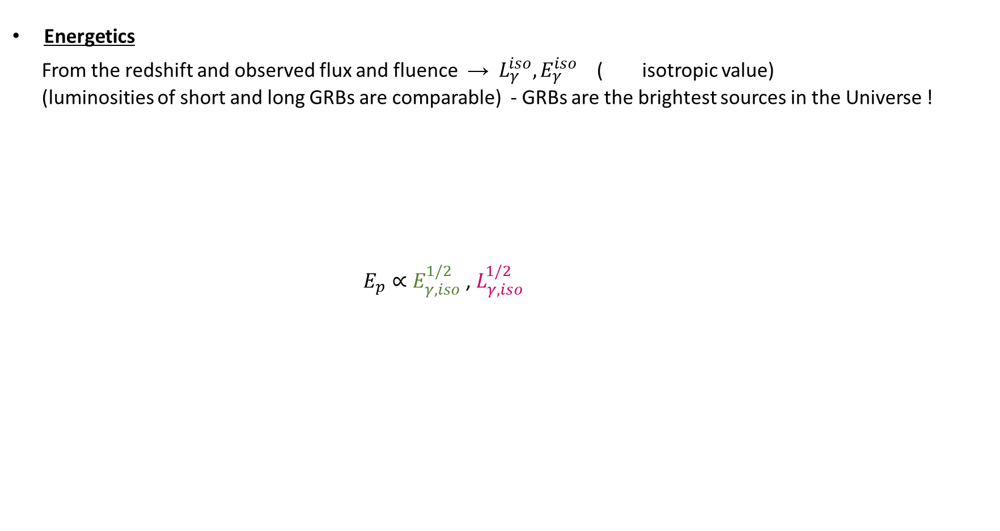 • Energetics
From the redshift and observed flux and fluence → L_γ^iso, E_γ^iso ( isotropic value)
(luminosities of short and long GRBs are comparable) - GRBs are the brightest sources in the Universe !
E_p ∝ E_γ,iso^1/2 , L_γ,iso^1/2